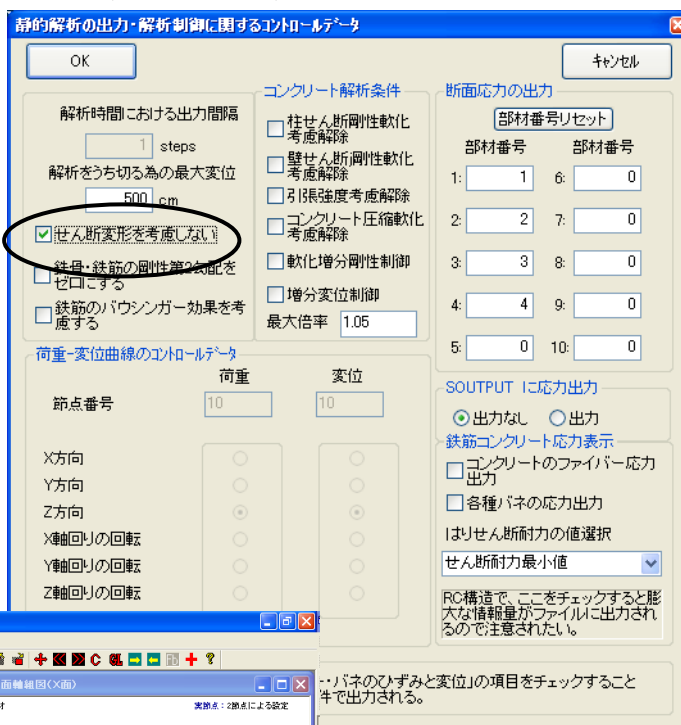 静的解析の出力・解析制御に関するコントロールデータ
OK
キャンセル
解析時間における出力間隔
1 steps
解析をうち切る為の最大変位
500 cm
せん断変形を考慮しない
鉄骨・鉄筋の剛性第2勾配を
ゼロにする
鉄筋のバウシンガー効果を考
慮する
コンクリート解析条件
柱せん断剛性軟化
考慮解除
壁せん断剛性軟化
考慮解除
引張強度考慮解除
コンクリート圧縮軟化
考慮解除
軟化増分剛性制御
増分変位制御
最大倍率 1.05
断面応力の出力
部材番号リセット
部材番号 部材番号
1: 1 6: 0
2: 2 7: 0
3: 3 8: 0
4: 4 9: 0
5: 0 10: 0
荷重-変位曲線のコントロールデータ
荷重 変位
節点番号 10 10
X方向
Y方向
Z方向
X軸回りの回転
Y軸回りの回転
Z軸回りの回転
SOUTPUT に応力出力
出力なし 出力
鉄筋コンクリート応力表示
コンクリートのファイバー応力
出力
各種バネの応力出力
はりせん断耐力の値選択
せん断耐力最小値
RC構造で、ここをチェックすると膨
大な情報量がファイルに出力され
るので注意されたい。
C GL ?
面軸組図(X面)
実節点:2節点による設定
・バネのひずみと変位」の項目をチェックすること
件で出力される。